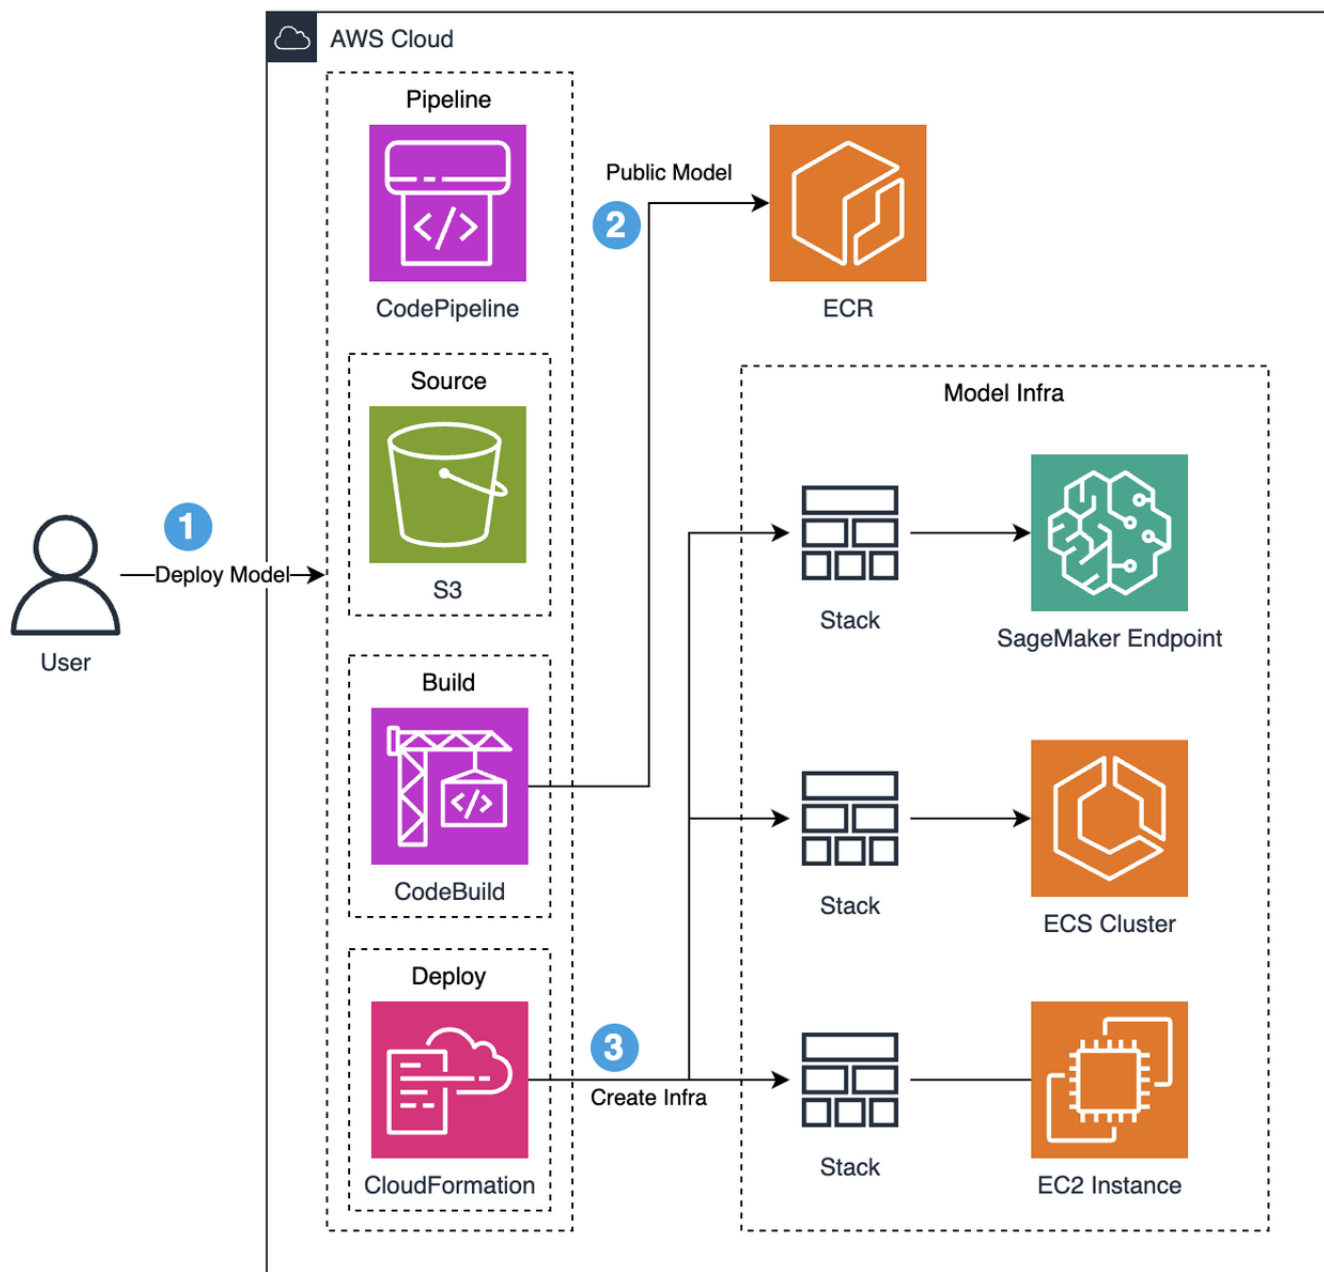 AWS Cloud
Pipeline
CodePipeline
Source
S3
Build
CodeBuild
Deploy
CloudFormation
1
Deploy Model
User
Public Model
2
ECR
3
Create Infra
Model Infra
Stack
SageMaker Endpoint
Stack
ECS Cluster
Stack
EC2 Instance